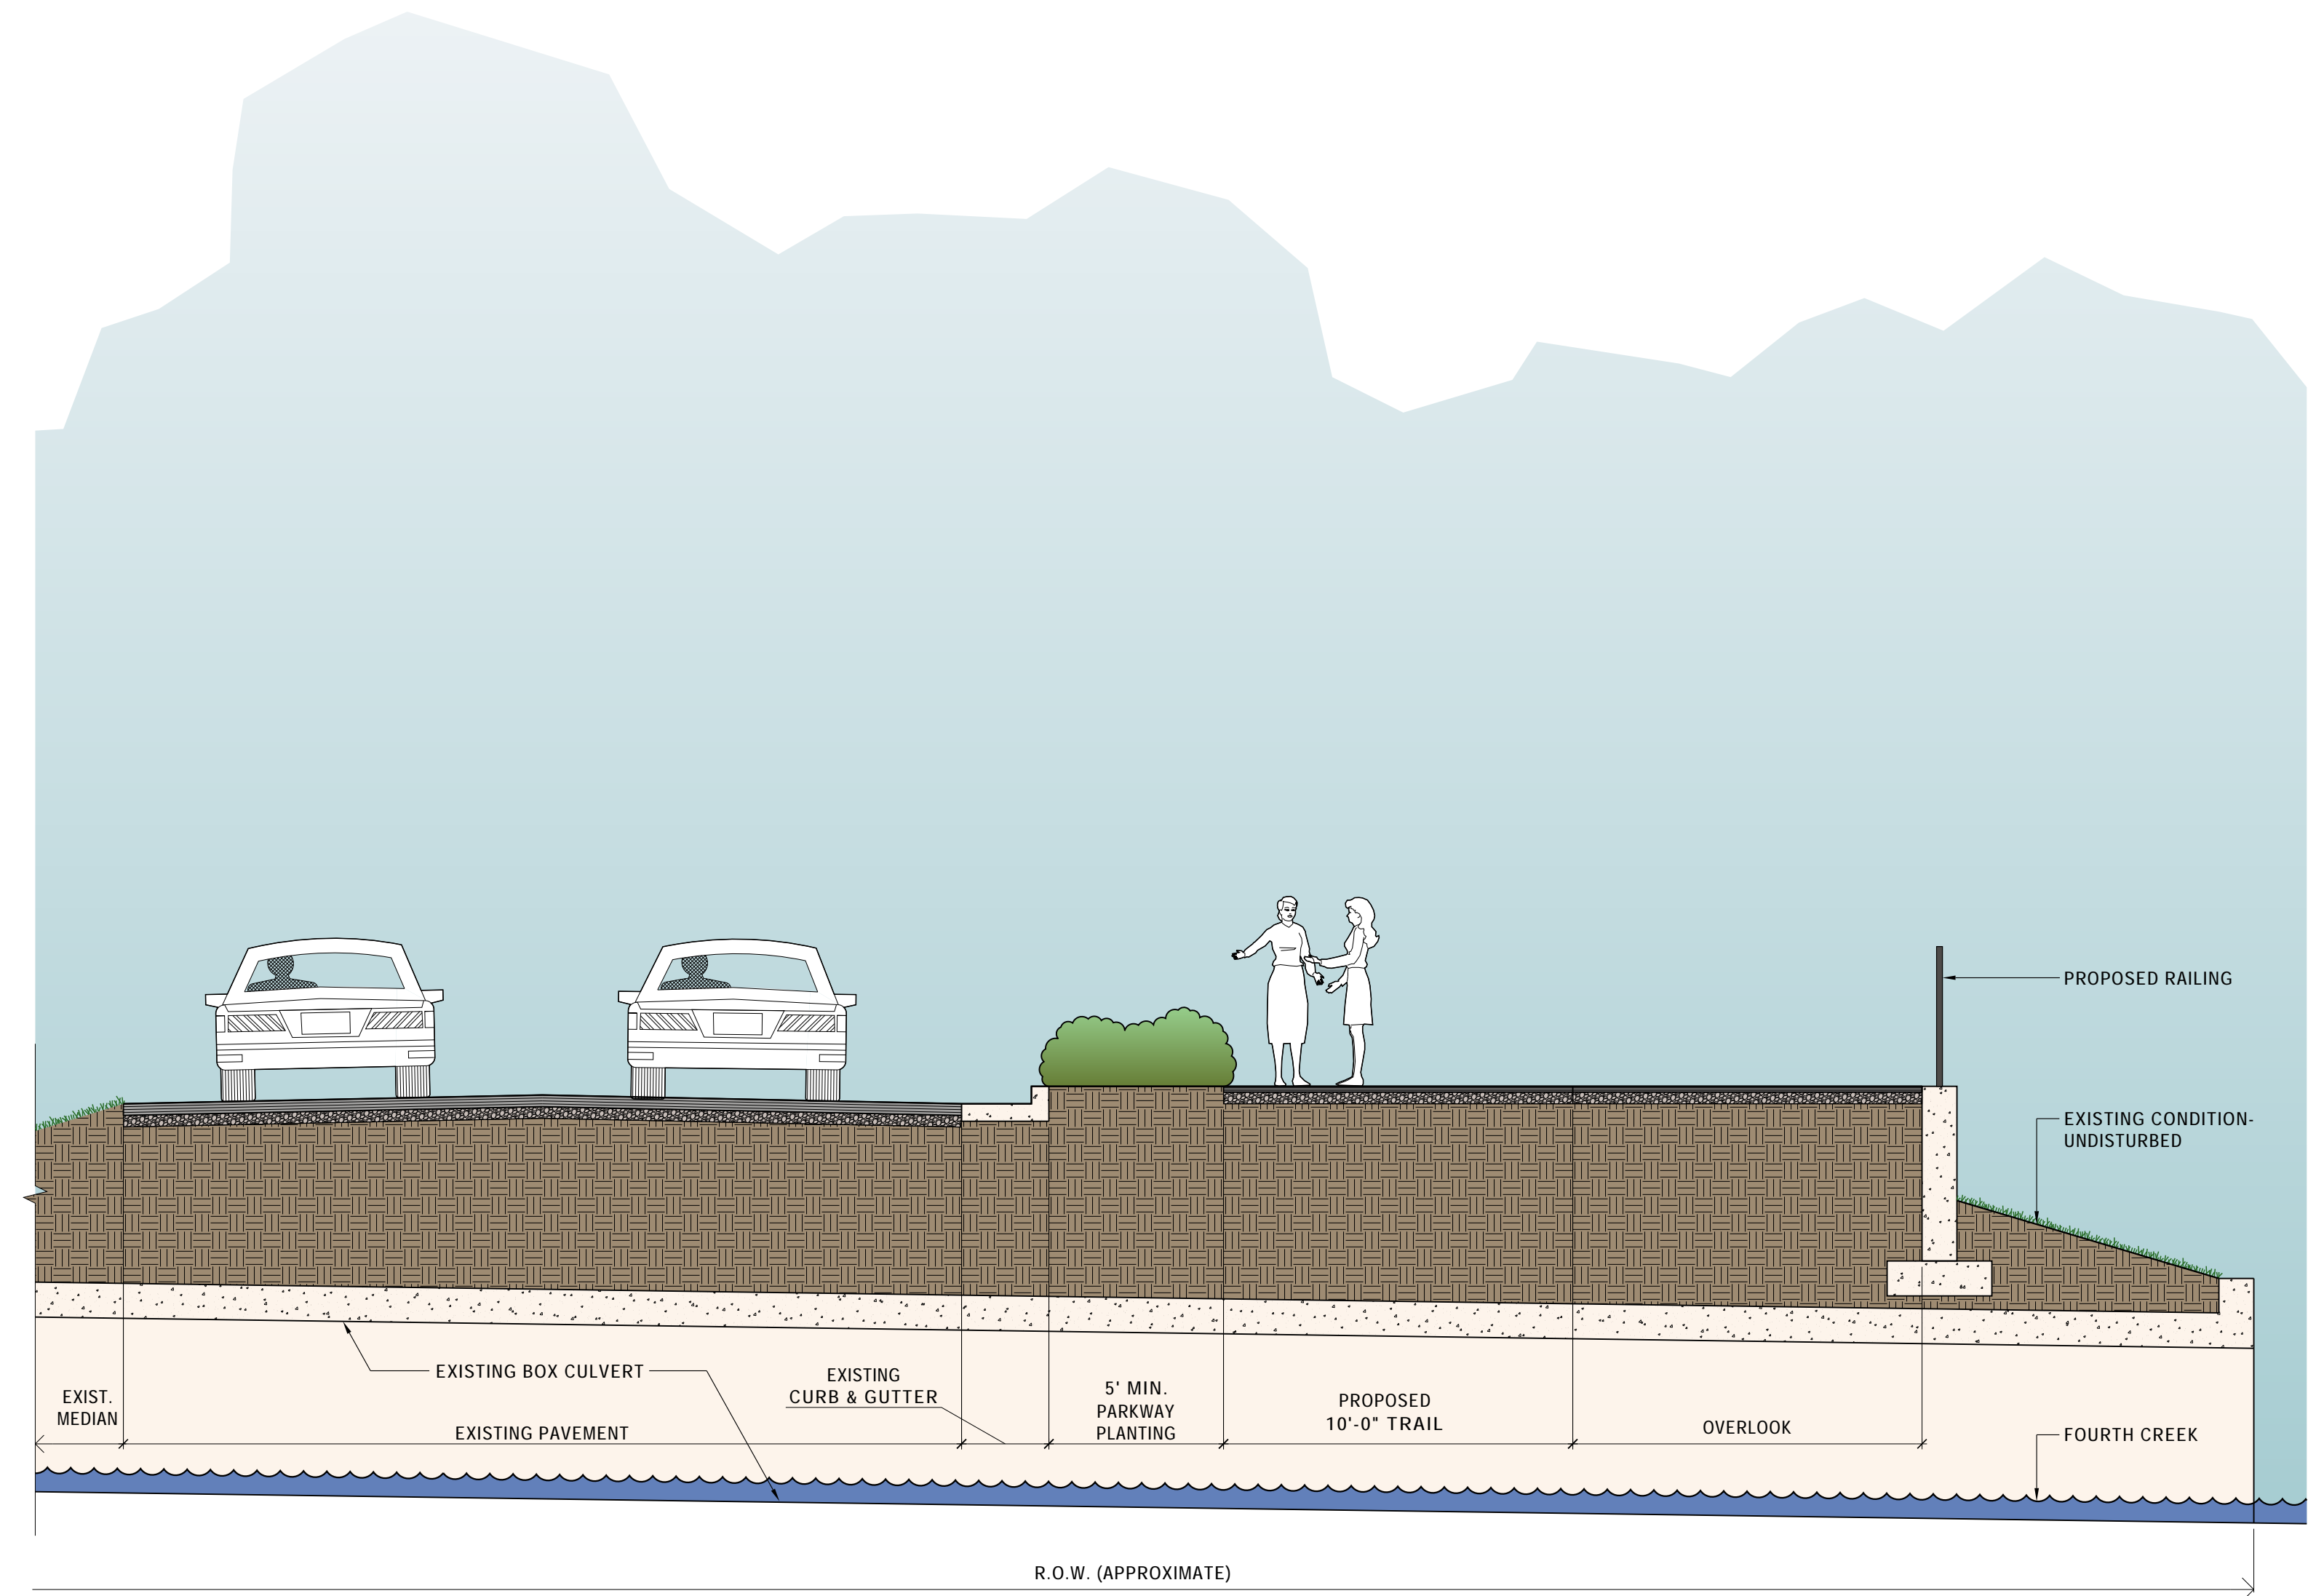 PROPOSED RAILING
EXISTING CONDITION-
UNDISTURBED
EXISTING BOX CULVERT
EXISTING
CURB & GUTTER
EXIST.
MEDIAN
EXISTING PAVEMENT
5' MIN.
PARKWAY
PLANTING
PROPOSED
10'-0" TRAIL
OVERLOOK
FOURTH CREEK
R.O.W. (APPROXIMATE)